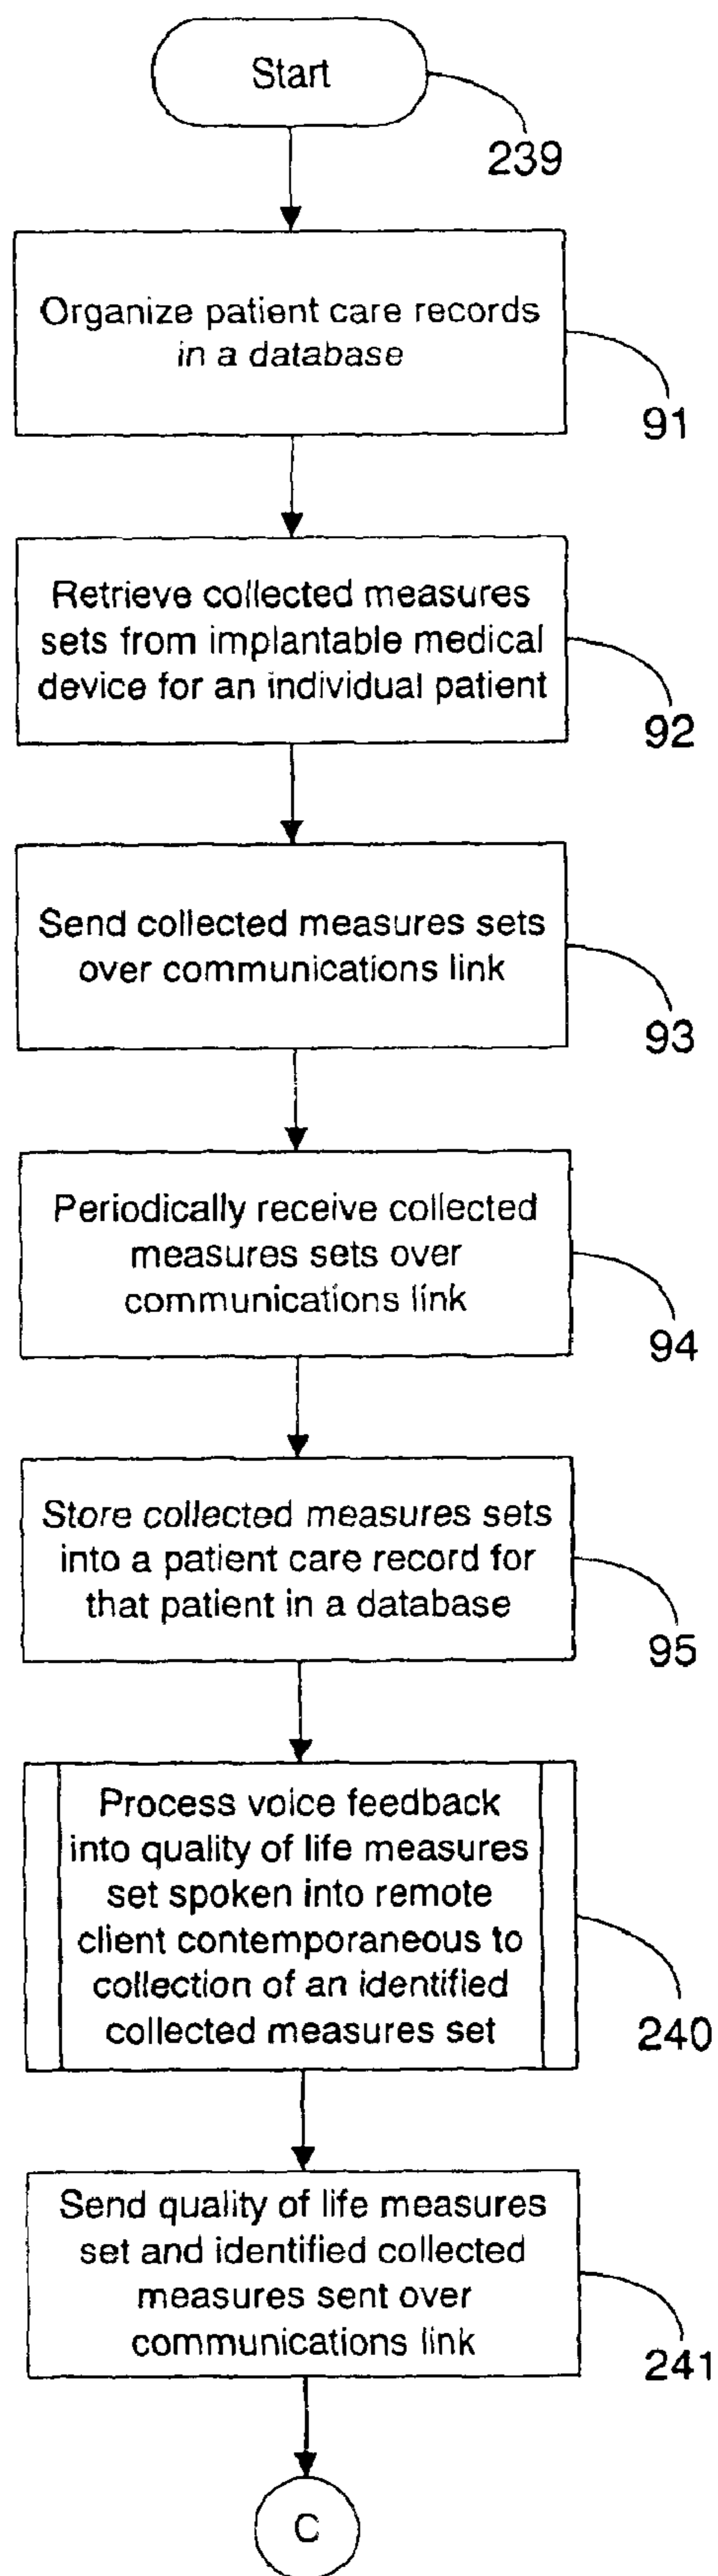 Start
239
Organize patient care records
in a database
91
Retrieve collected measures
sets from implantable medical
device for an individual patient
92
Send collected measures sets
over communications link
93
Periodically receive collected
measures sets over
communications link
94
Store collected measures sets
into a patient care record for
that patient in a database
95
Process voice feedback
into quality of life measures
set spoken into remote
client contemporaneous to
collection of an identified
collected measures set
240
Send quality of life measures
set and identified collected
measures sent over
communications link
241
C